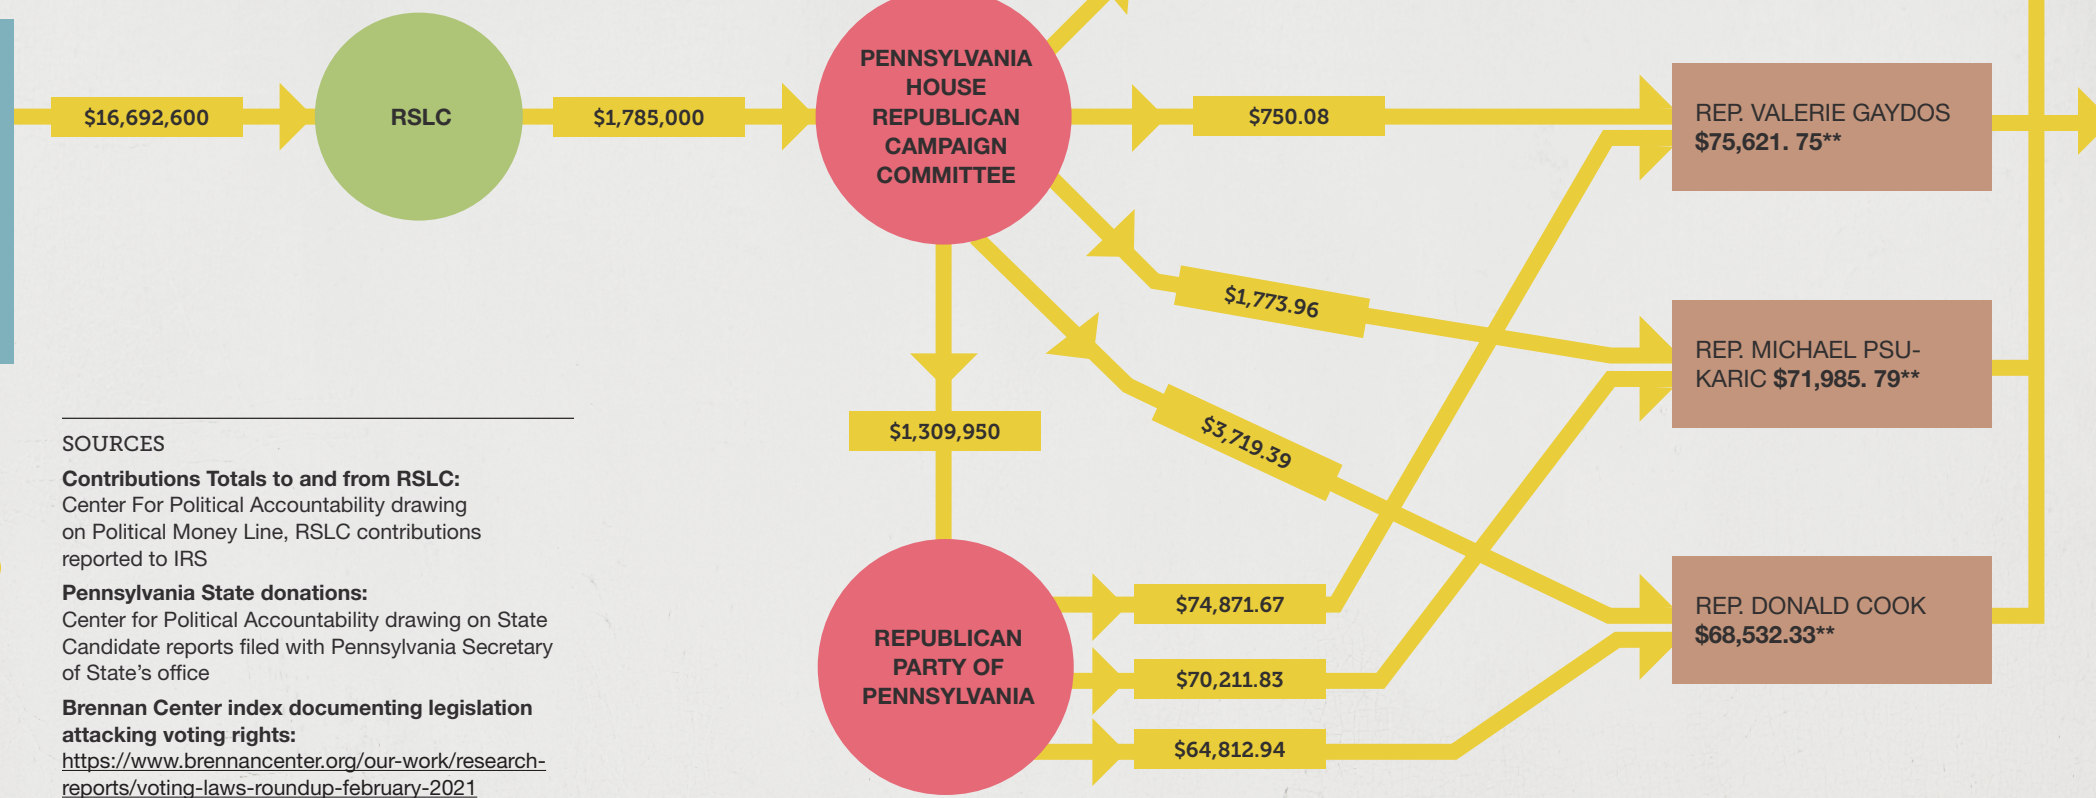 $16,692,600
RSLC
$1,785,000
PENNSYLVANIA
HOUSE
REPUBLICAN
CAMPAIGN
COMMITTEE
$750.08
REP. VALERIE GAYDOS
$75,621. 75**
$1,773.96
REP. MICHAEL PSU-
KARIC $71,985. 79**
$3,719.39
$1,309,950
REP. DONALD COOK
$68,532.33**
REPUBLICAN
PARTY OF
PENNSYLVANIA
$74,871.67
$70,211.83
$64,812.94
SOURCES
Contributions Totals to and from RSLC:
Center For Political Accountability drawing
on Political Money Line, RSLC contributions
reported to IRS
Pennsylvania State donations:
Center for Political Accountability drawing on State
Candidate reports filed with Pennsylvania Secretary
of State’s office
Brennan Center index documenting legislation
attacking voting rights:
https://www.brennancenter.org/our-work/research-
reports/voting-laws-roundup-february-2021